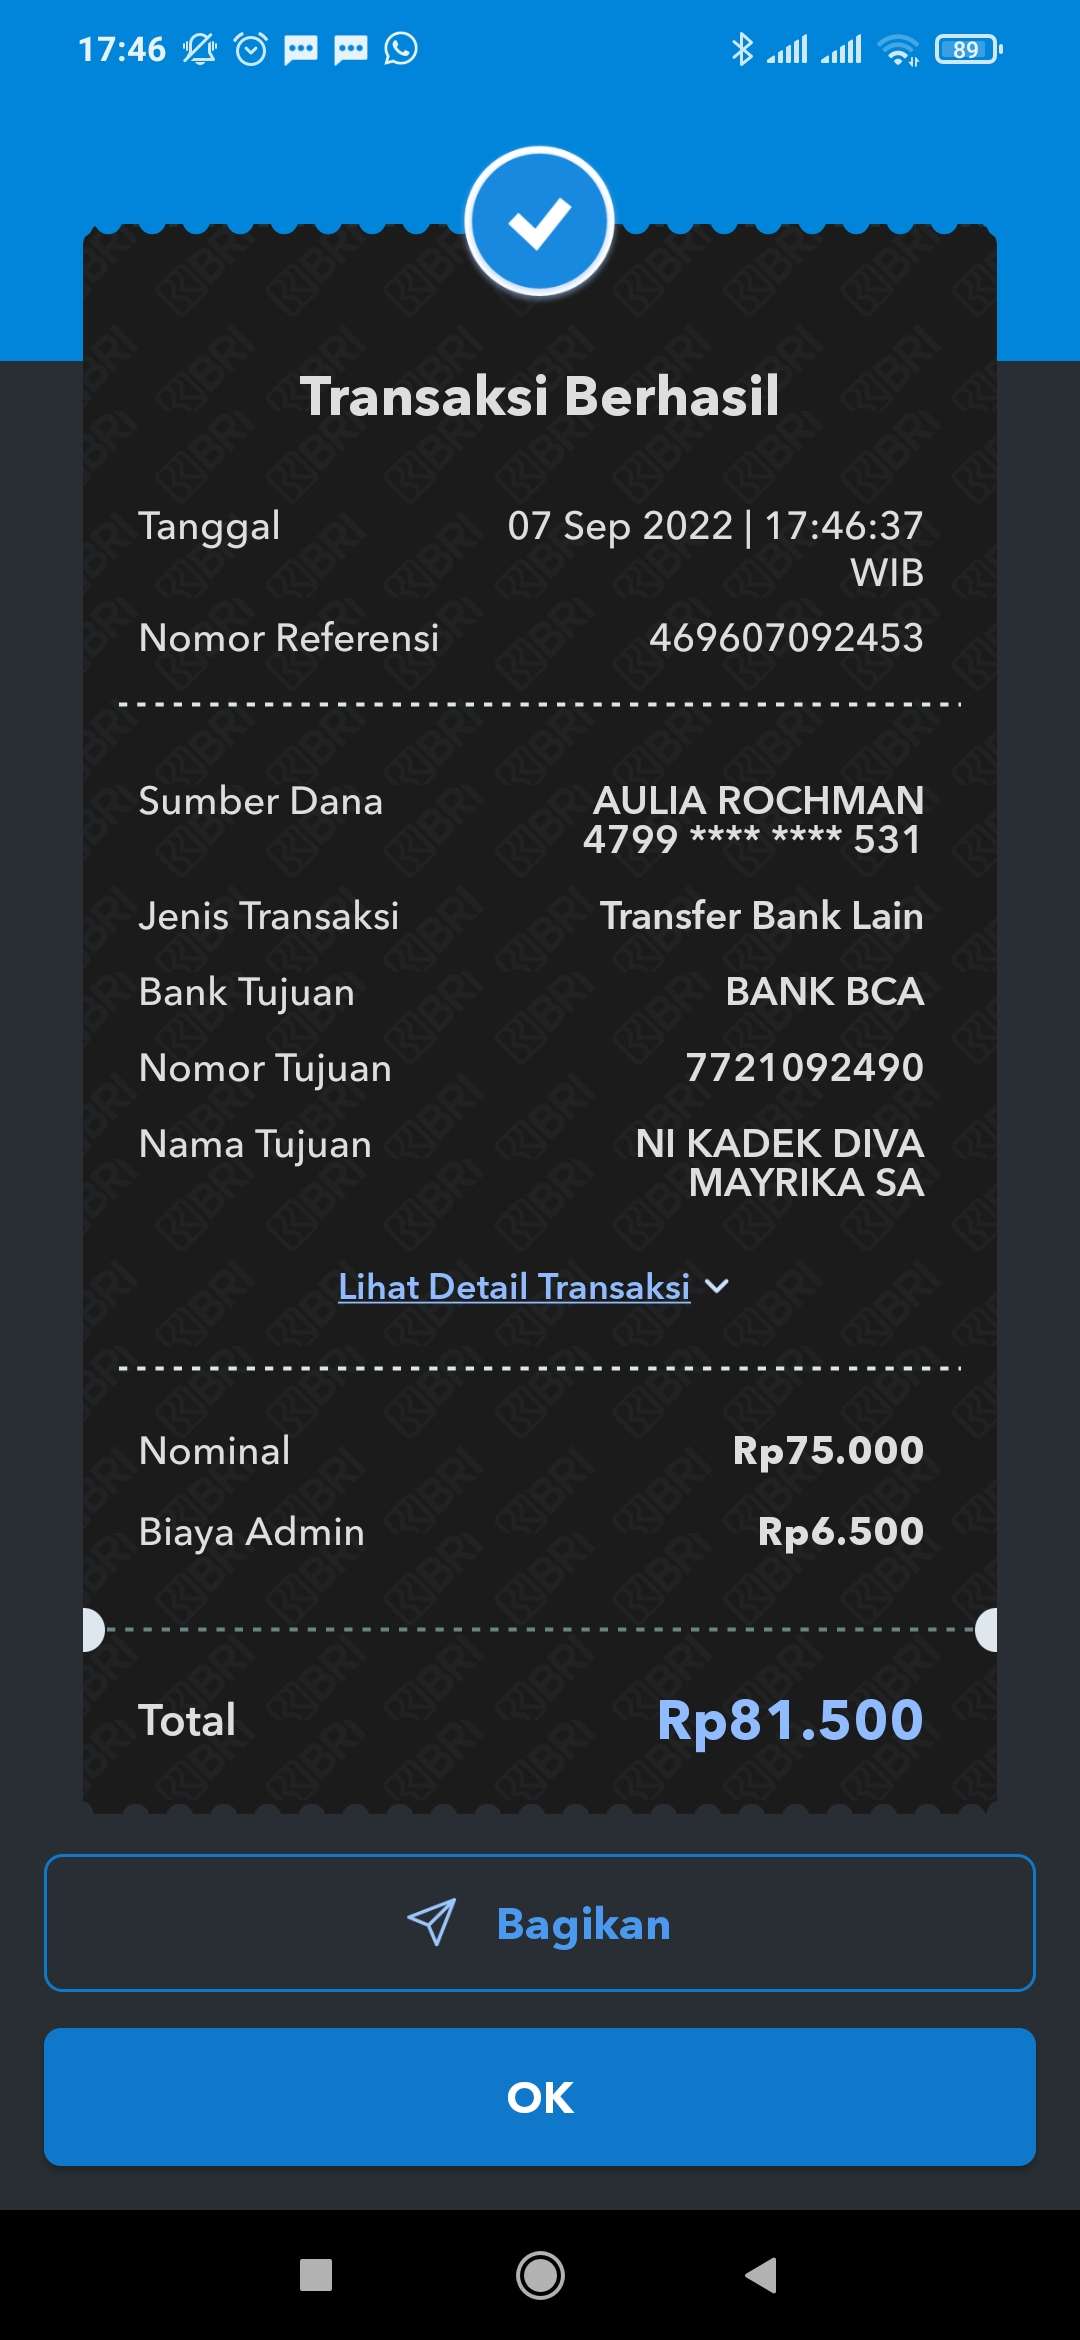 17:46
89
Transaksi Berhasil
Tanggal 07 Sep 2022 | 17:46:37
WIB
Nomor Referensi 469607092453
Sumber Dana AULIA ROCHMAN
4799 **** **** 531
Jenis Transaksi Transfer Bank Lain
Bank Tujuan BANK BCA
Nomor Tujuan 7721092490
Nama Tujuan NI KADEK DIVA
MAYRIKA SA
Lihat Detail Transaksi
Nominal Rp75.000
Biaya Admin Rp6.500
Total Rp81.500
Bagikan
OK